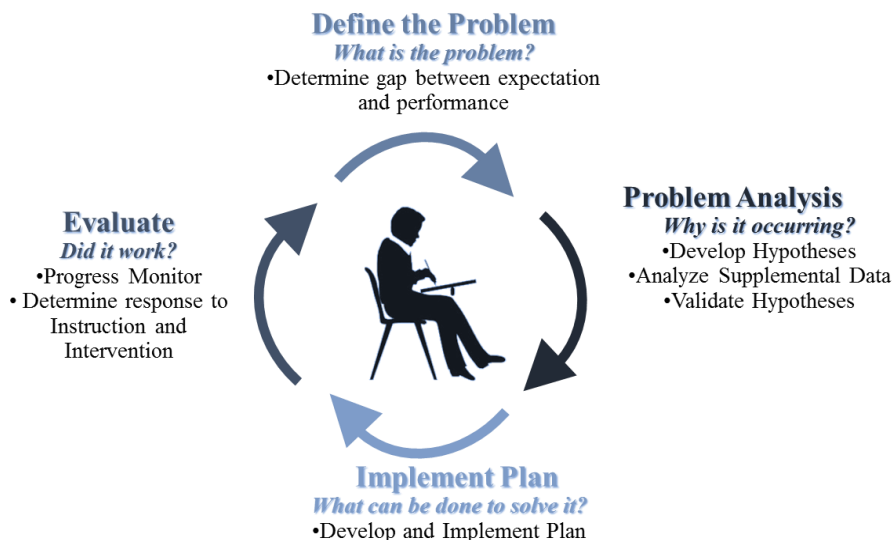 Define the Problem
What is the problem?
•Determine gap between expectation
and performance
Problem Analysis
Why is it occurring?
•Develop Hypotheses
•Analyze Supplemental Data
•Validate Hypotheses
Implement Plan
What can be done to solve it?
•Develop and Implement Plan
Evaluate
Did it work?
•Progress Monitor
• Determine response to
Instruction and
Intervention